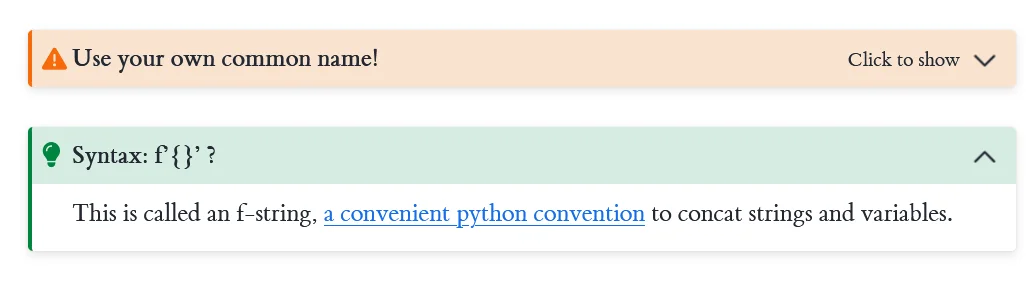 Use your own common name!
Click to show
Syntax: f’{}’ ?
This is called an f-string, a convenient python convention to concat strings and variables.